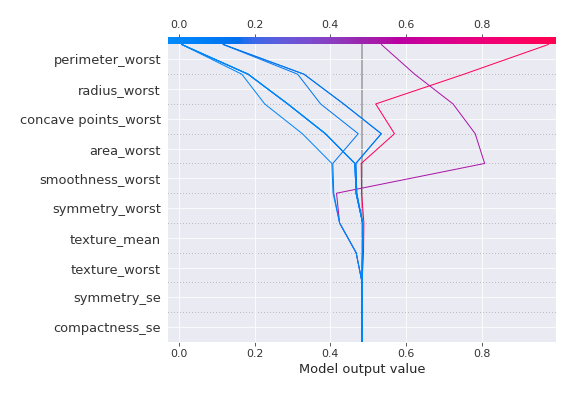 0.0 0.2 0.4 0.6 0.8
perimeter_worst
radius_worst
concave points_worst
area_worst
smoothness_worst
symmetry_worst
texture_mean
texture_worst
symmetry_se
compactness_se
0.0 0.2 0.4 0.6 0.8
Model output value